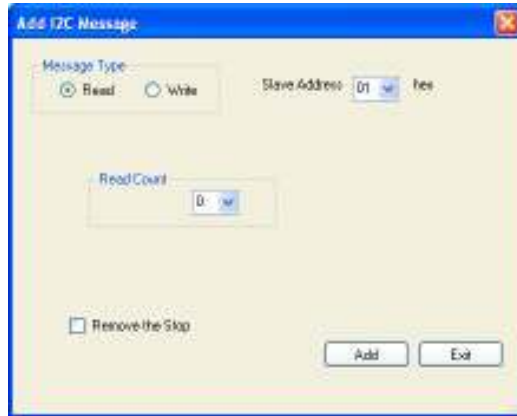 Add I2C Message
Message Type
Read Write
Slave Address 01 hex
Read Count
0
Remove the Stop
Add Exit